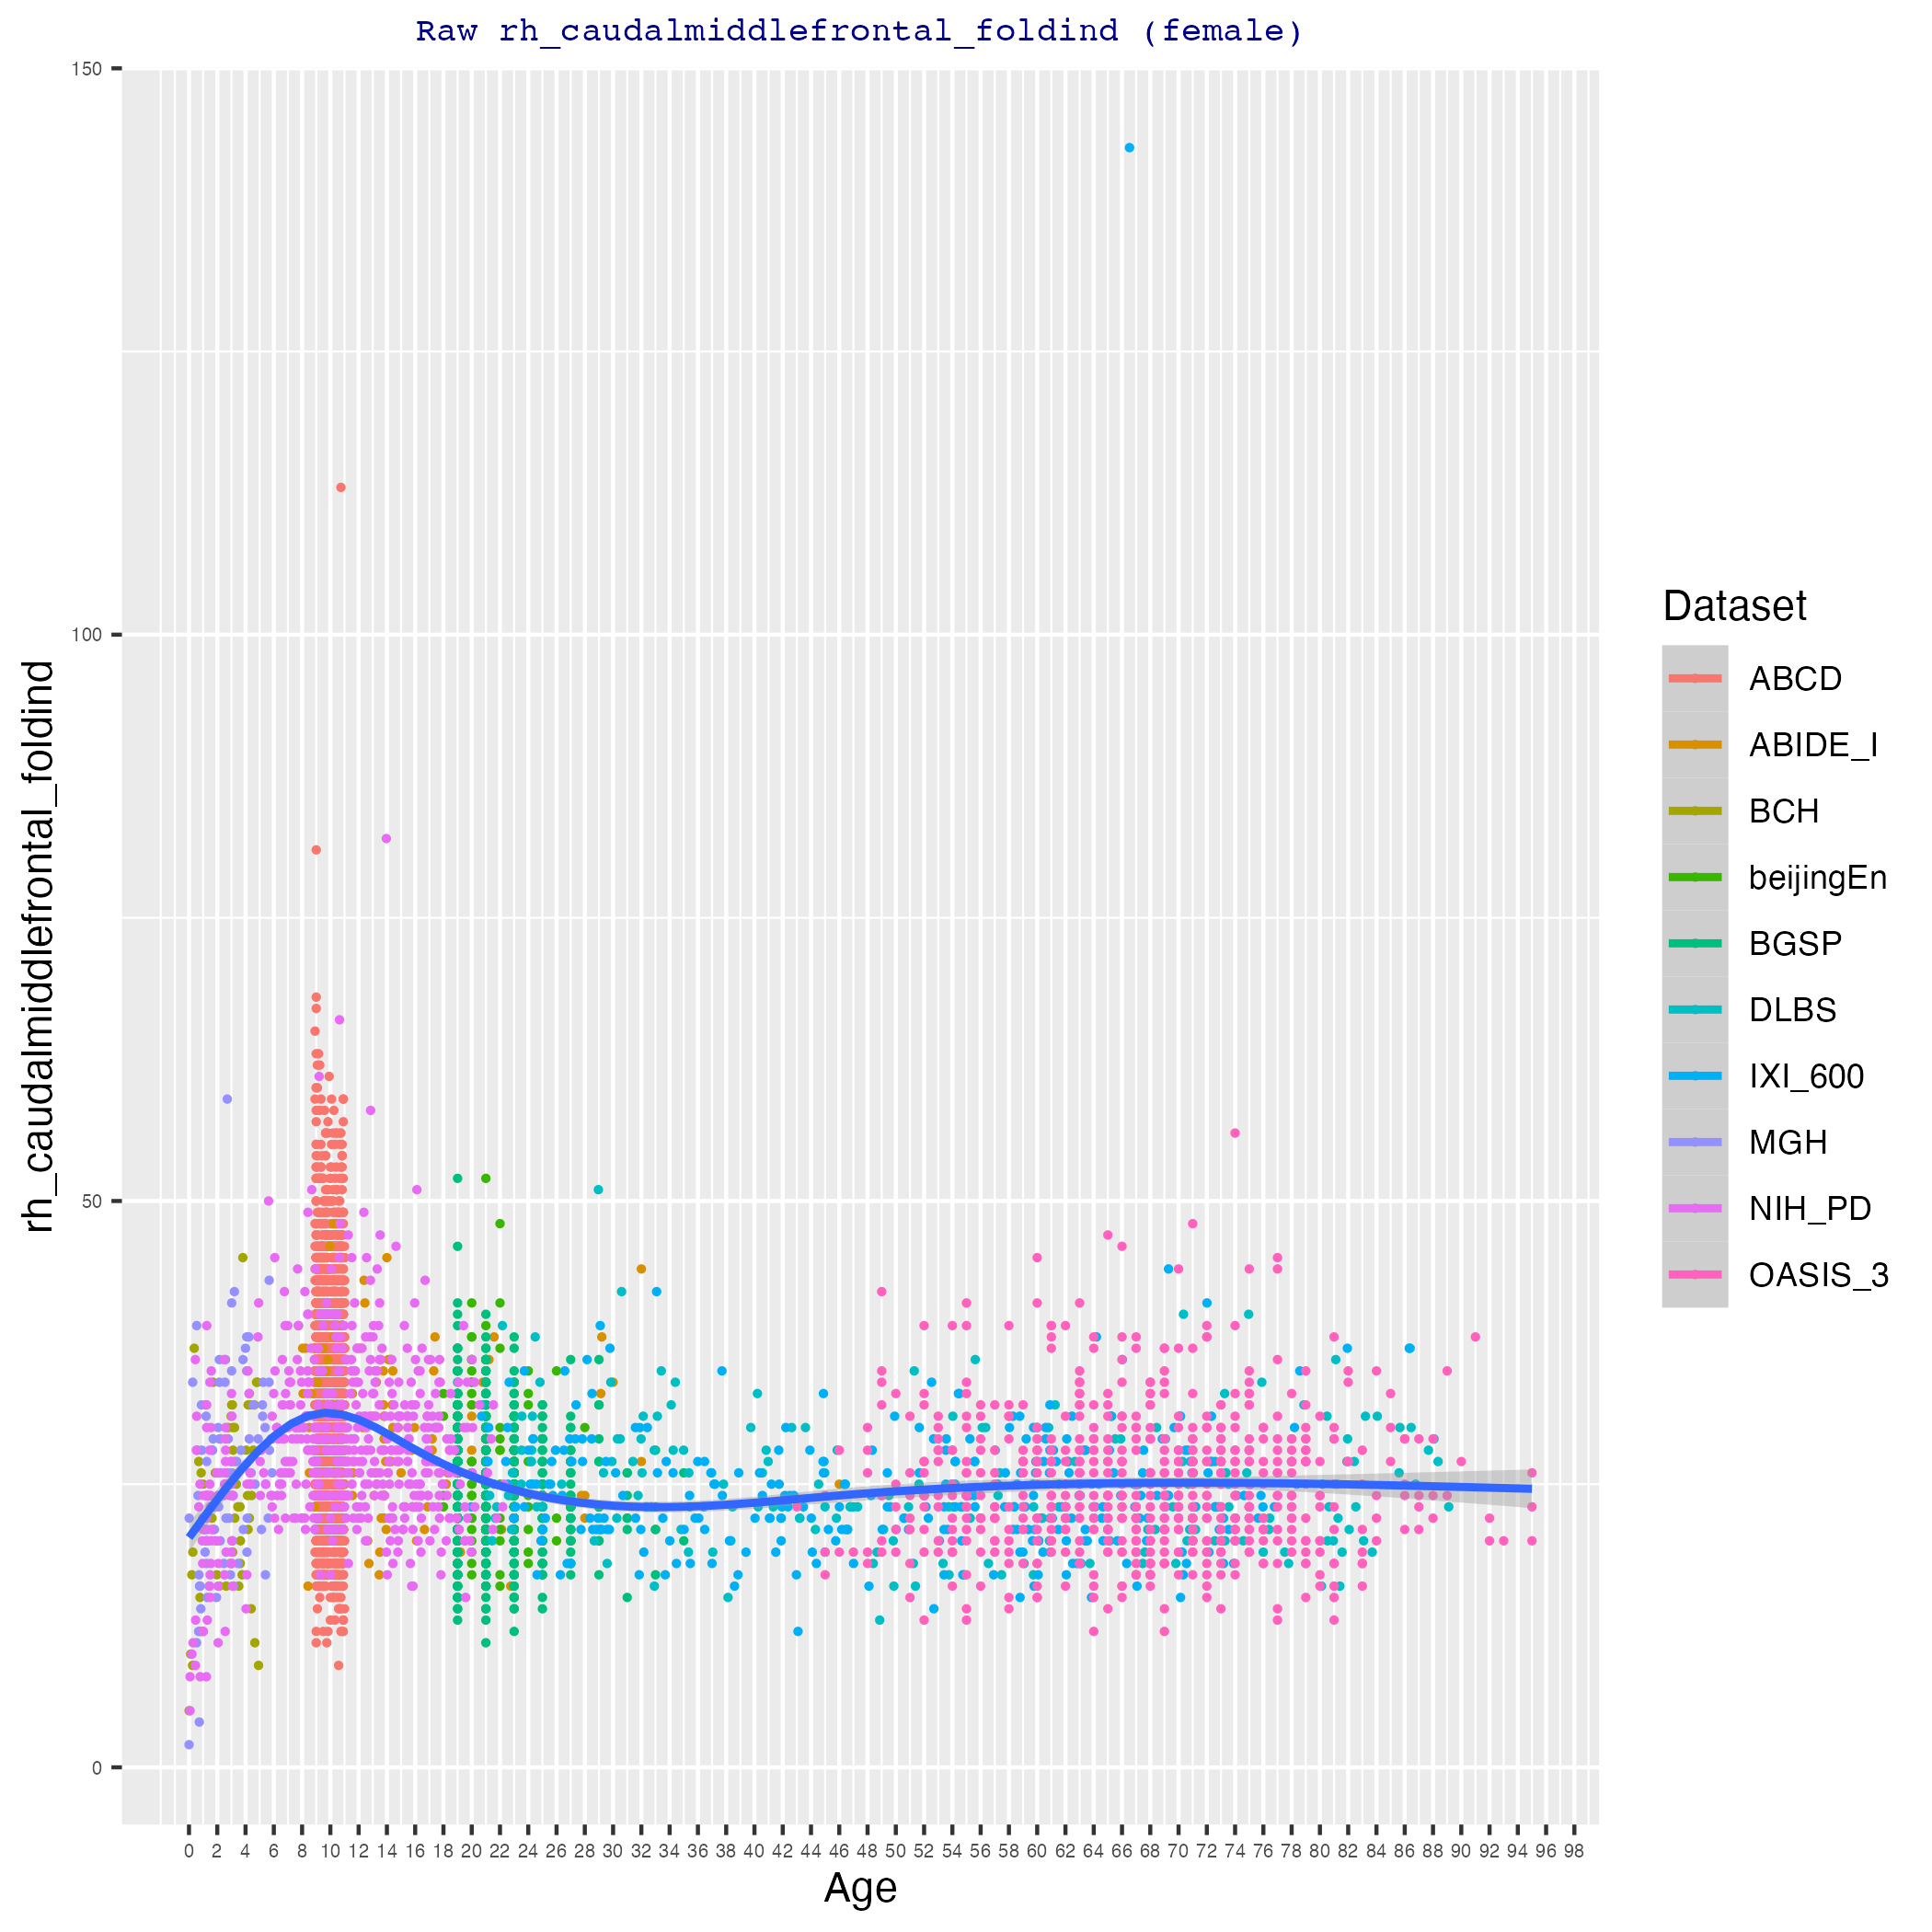 Raw rh_caudalmiddlefrontal_foldind (female)
150
100
50
0
rh_caudalmiddlefrontal_foldind
0 2 4 6 8 10 12 14 16 18 20 22 24 26 28 30 32 34 36 38 40 42 44 46 48 50 52 54 56 58 60 62 64 66 68 70 72 74 76 78 80 82 84 86 88 90 92 94 96 98
Age
Dataset
ABCD
ABIDE_I
BCH
beijingEn
BGSP
DLBS
IXI_600
MGH
NIH_PD
OASIS_3